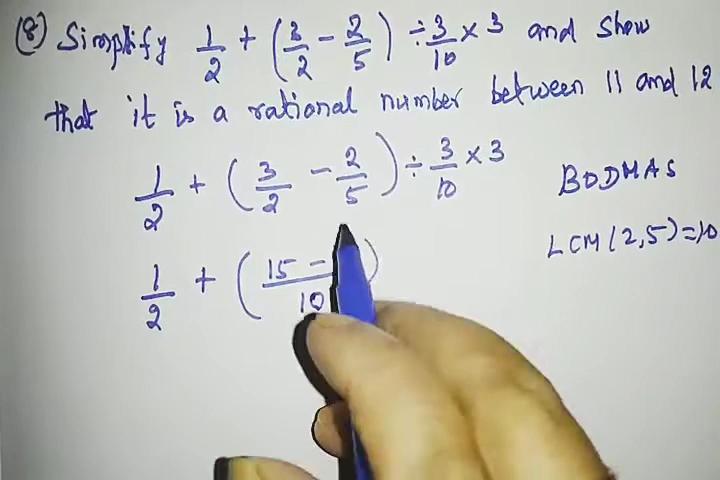 (8) Simplify 1/2 + (3/2 - 2/5) ÷ 3/10 × 3 and show
that it is a rational number between 11 and 12
1/2 + (3/2 - 2/5) ÷ 3/10 × 3
BODMAS
LCM(2,5)=10
1/2 + (15 - /10)